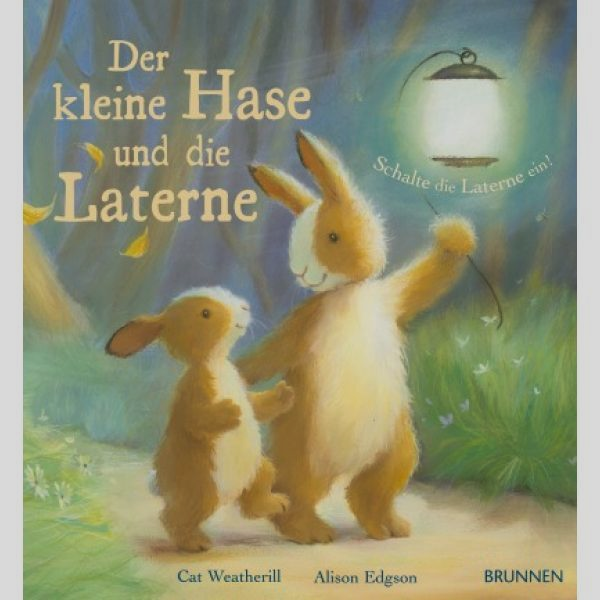 Der
kleine Hase
und die
Laterne
Schalte die Laterne ein!
Cat Weatherill Alison Edgson BRUNNEN